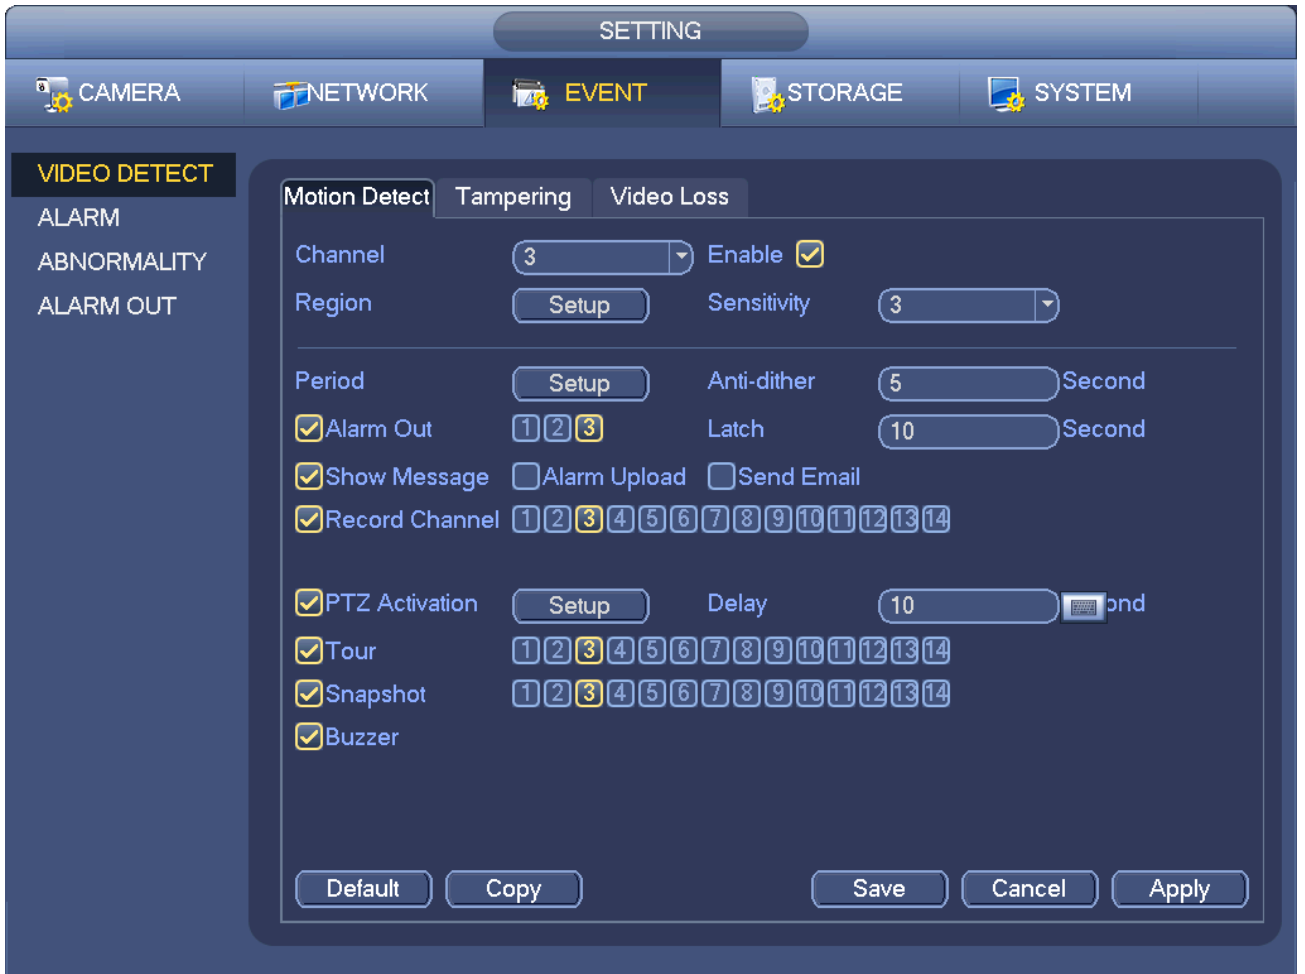 SETTING
CAMERA NETWORK EVENT STORAGE SYSTEM
VIDEO DETECT
ALARM
ABNORMALITY
ALARM OUT
Motion Detect Tampering Video Loss
Channel 3 Enable
Region Setup Sensitivity 3
Period Setup Anti-dither 5 Second
Alarm Out 1 2 3 Latch 10 Second
Show Message Alarm Upload Send Email
Record Channel 1 2 3 4 5 6 7 8 9 10 11 12 13 14
PTZ Activation Setup Delay 10 ond
Tour 1 2 3 4 5 6 7 8 9 10 11 12 13 14
Snapshot 1 2 3 4 5 6 7 8 9 10 11 12 13 14
Buzzer
Default Copy Save Cancel Apply